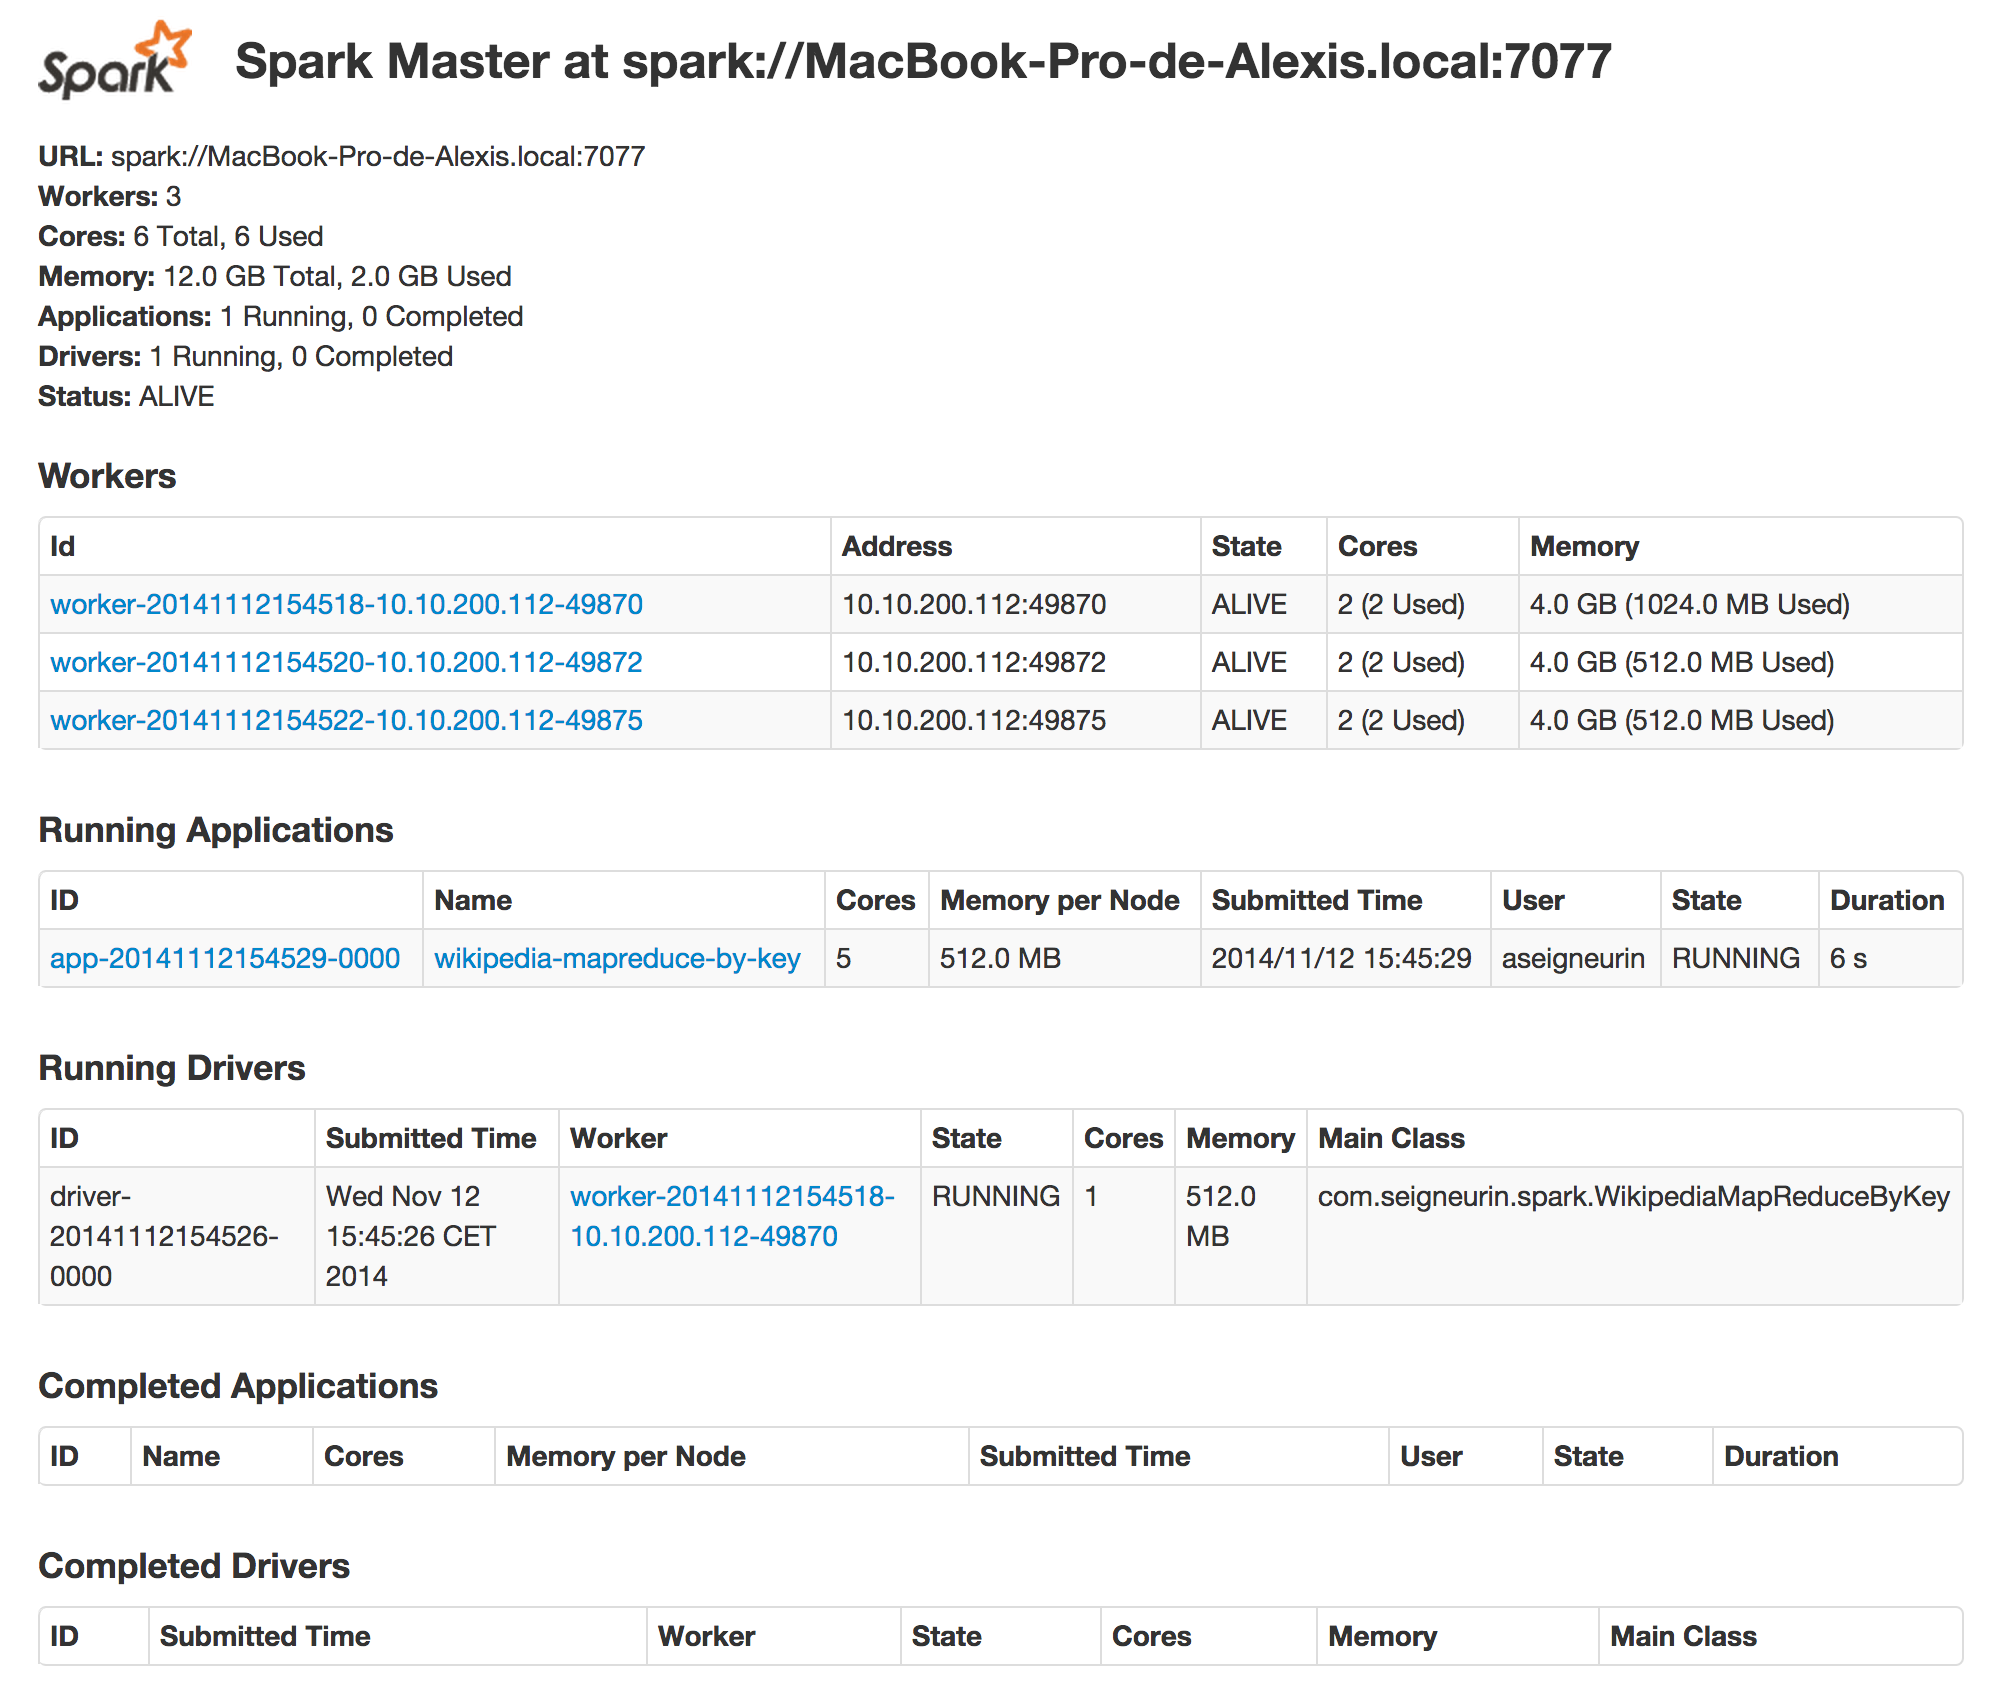 Spark
Spark Master at spark://MacBook-Pro-de-Alexis.local:7077
URL: spark://MacBook-Pro-de-Alexis.local:7077
Workers: 3
Cores: 6 Total, 6 Used
Memory: 12.0 GB Total, 2.0 GB Used
Applications: 1 Running, 0 Completed
Drivers: 1 Running, 0 Completed
Status: ALIVE
Workers
Id Address State Cores Memory
worker-20141112154518-10.10.200.112-49870 10.10.200.112:49870 ALIVE 2 (2 Used) 4.0 GB (1024.0 MB Used)
worker-20141112154520-10.10.200.112-49872 10.10.200.112:49872 ALIVE 2 (2 Used) 4.0 GB (512.0 MB Used)
worker-20141112154522-10.10.200.112-49875 10.10.200.112:49875 ALIVE 2 (2 Used) 4.0 GB (512.0 MB Used)
Running Applications
ID Name Cores Memory per Node Submitted Time User State Duration
app-20141112154529-0000 wikipedia-mapreduce-by-key 5 512.0 MB 2014/11/12 15:45:29 aseigneurin RUNNING 6 s
Running Drivers
ID Submitted Time Worker State Cores Memory Main Class
driver- Wed Nov 12 worker-20141112154518- RUNNING 1 512.0 com.seigneurin.spark.WikipediaMapReduceByKey
20141112154526- 15:45:26 CET 10.10.200.112-49870 MB
0000 2014
Completed Applications
ID Name Cores Memory per Node Submitted Time User State Duration
Completed Drivers
ID Submitted Time Worker State Cores Memory Main Class